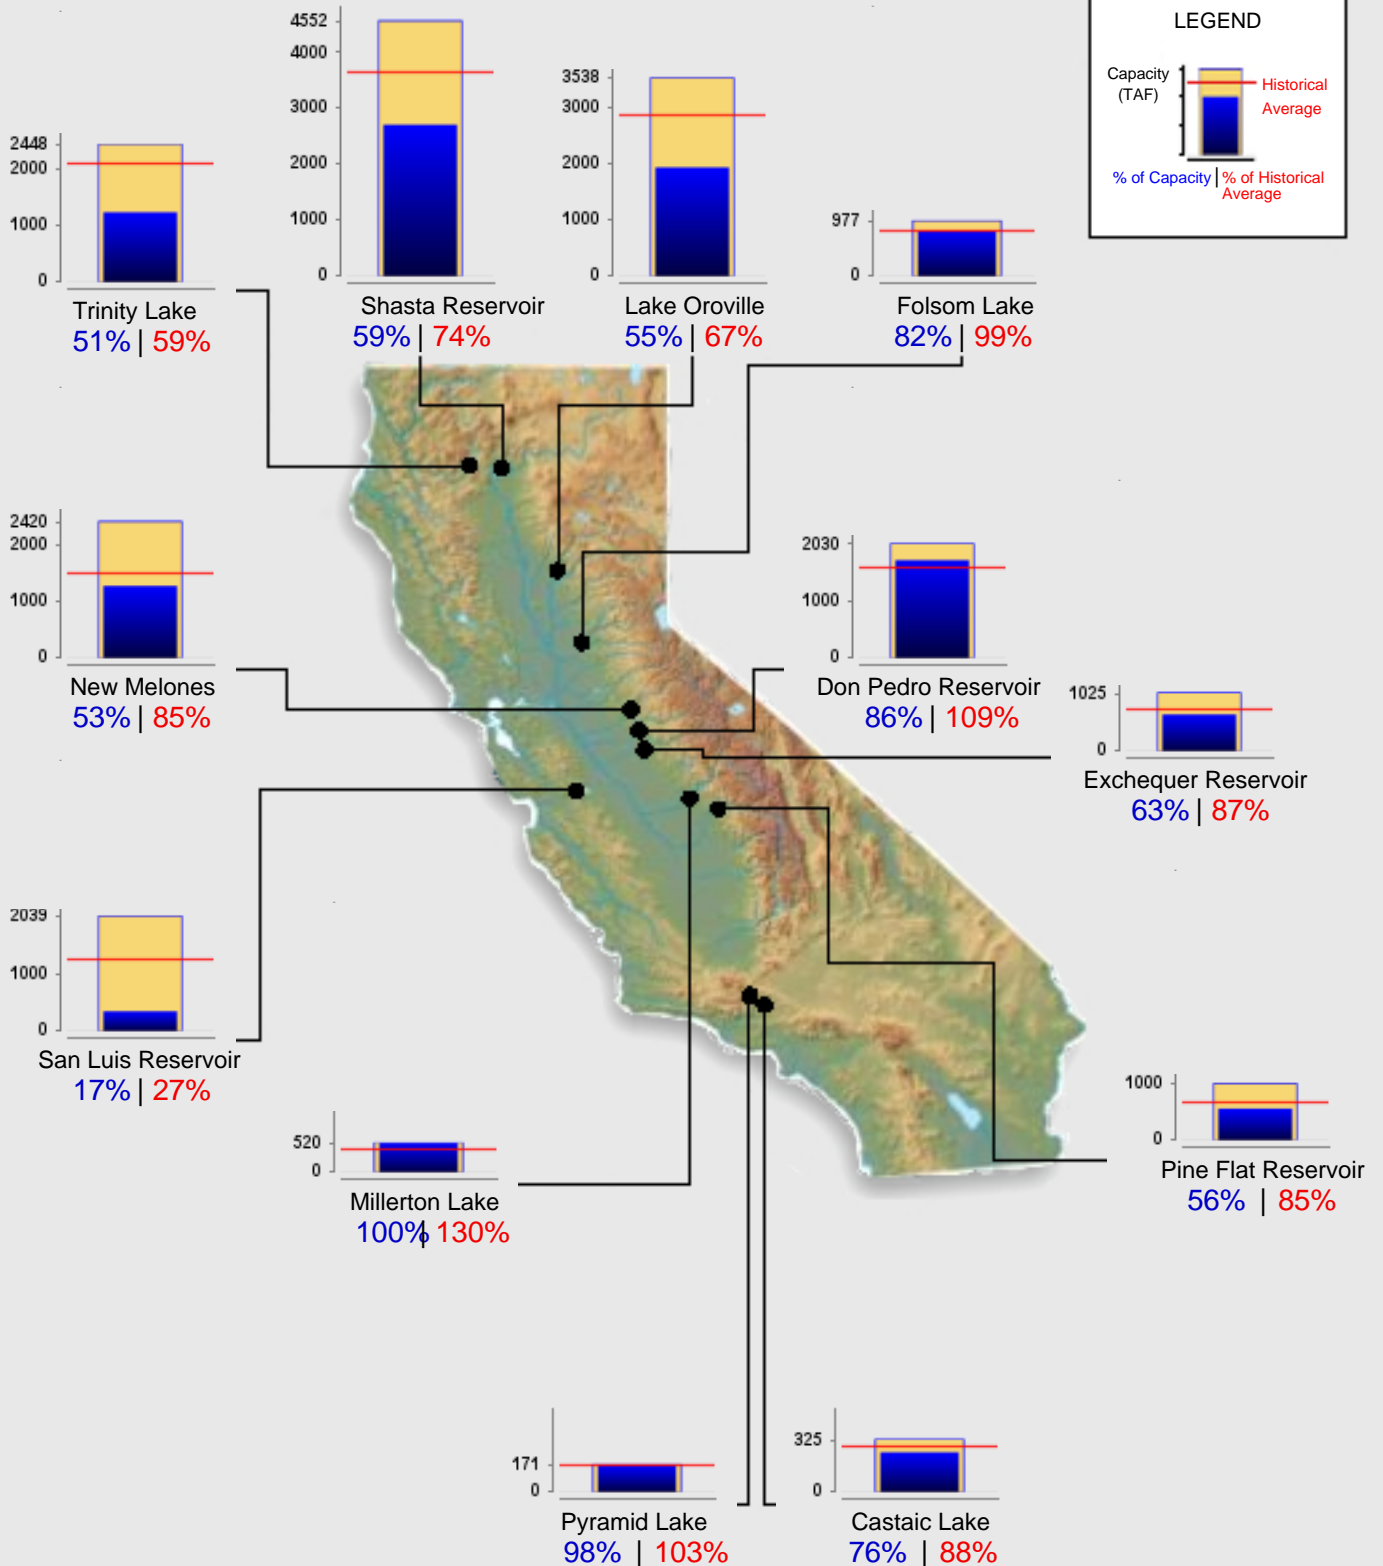 LEGEND
Capacity
(TAF)
Historical
Average
% of Capacity | % of Historical
Average
4552
4000
3000
2000
1000
0
Shasta Reservoir
59% | 74%
3538
3000
2000
1000
0
Lake Oroville
55% | 67%
2448
2000
1000
0
Trinity Lake
51% | 59%
977
0
Folsom Lake
82% | 99%
2420
2000
1000
0
New Melones
53% | 85%
2030
1000
0
Don Pedro Reservoir
86% | 109%
1025
0
Exchequer Reservoir
63% | 87%
2039
1000
0
San Luis Reservoir
17% | 27%
520
0
Millerton Lake
100% | 130%
1000
0
Pine Flat Reservoir
56% | 85%
171
0
Pyramid Lake
98% | 103%
325
0
Castaic Lake
76% | 88%